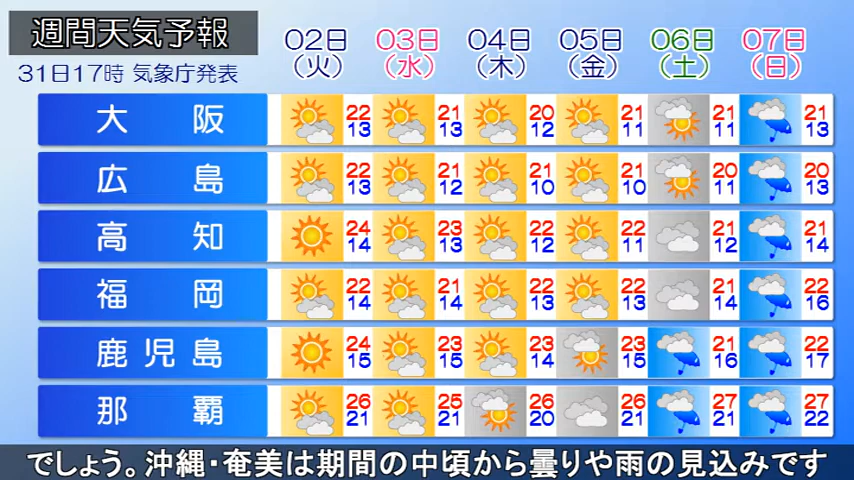 週間天気予報
31日17時 気象庁発表
02日 03日 04日 05日 06日 07日
(火) (水) (木) (金) (土) (日)
大阪 22 13 21 13 20 12 21 11 21 11 21 13
広島 22 13 21 12 21 10 21 10 20 11 20 13
高知 24 14 23 13 22 12 22 11 21 12 21 14
福岡 22 14 21 14 22 13 22 13 21 14 22 16
鹿児島 24 15 23 15 23 14 23 15 21 16 22 17
那覇 26 21 25 21 26 20 26 21 27 21 27 22
でしょう。沖縄・奄美は期間の中頃から曇りや雨の見込みです